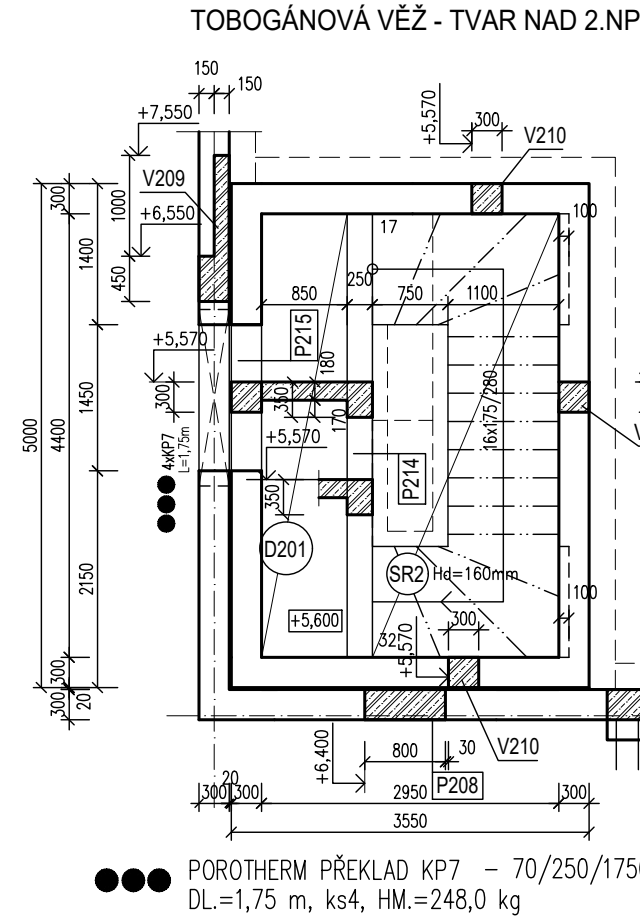 TOBOGÁNOVÁ VĚŽ - TVAR NAD 2.NP
150
150
+7,550
V209
+6,550
1000
450
300
1400
+5,570
300
V210
100
17
250
850
750
1100
P215
180
+5,570
300
350
170
1450
5000
4400
16x175/280
V
4xKP7
L=1,75m
+5,570
P214
350
D201
SR2
Hd=160mm
2150
100
+5,600
32
+5,570
300
300
20
300
V210
+6,400
800
30
P208
20
300
300
2950
300
3550
POROTHERM PŘEKLAD KP7 - 70/250/175
DL.=1,75 m, ks4, HM.=248,0 kg